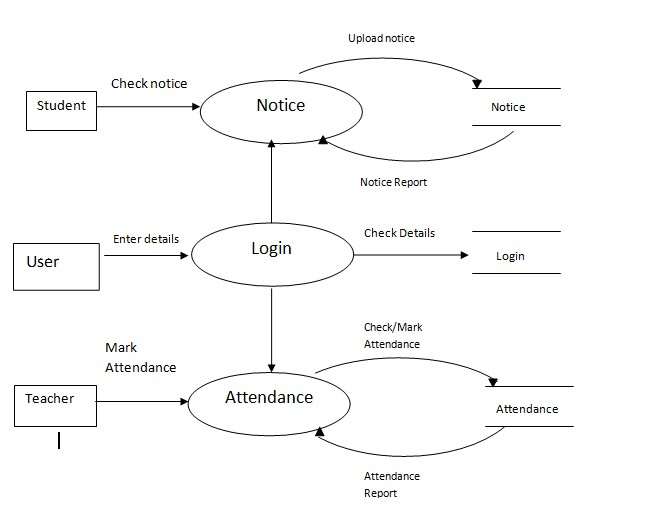 Upload notice
Check notice
Student
Notice
Notice
Notice Report
Enter details
Check Details
User
Login
Login
Mark
Attendance
Check/Mark
Attendance
Teacher
Attendance
Attendance
Attendance
Report